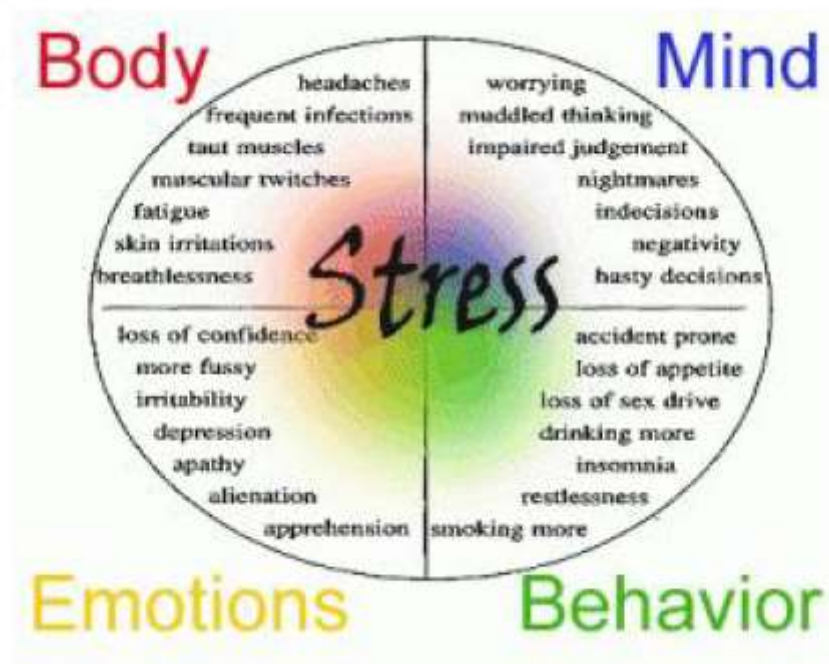 Body
headaches
frequent infections
taut muscles
muscular twitches
fatigue
skin irritations
breathlessness
Mind
worrying
muddled thinking
impaired judgement
nightmares
indecisions
negativity
hasty decisions
Stress
loss of confidence
more fussy
irritability
depression
apathy
alienation
apprehension
Emotions
accident prone
loss of appetite
loss of sex drive
drinking more
insomnia
restlessness
smoking more
Behavior